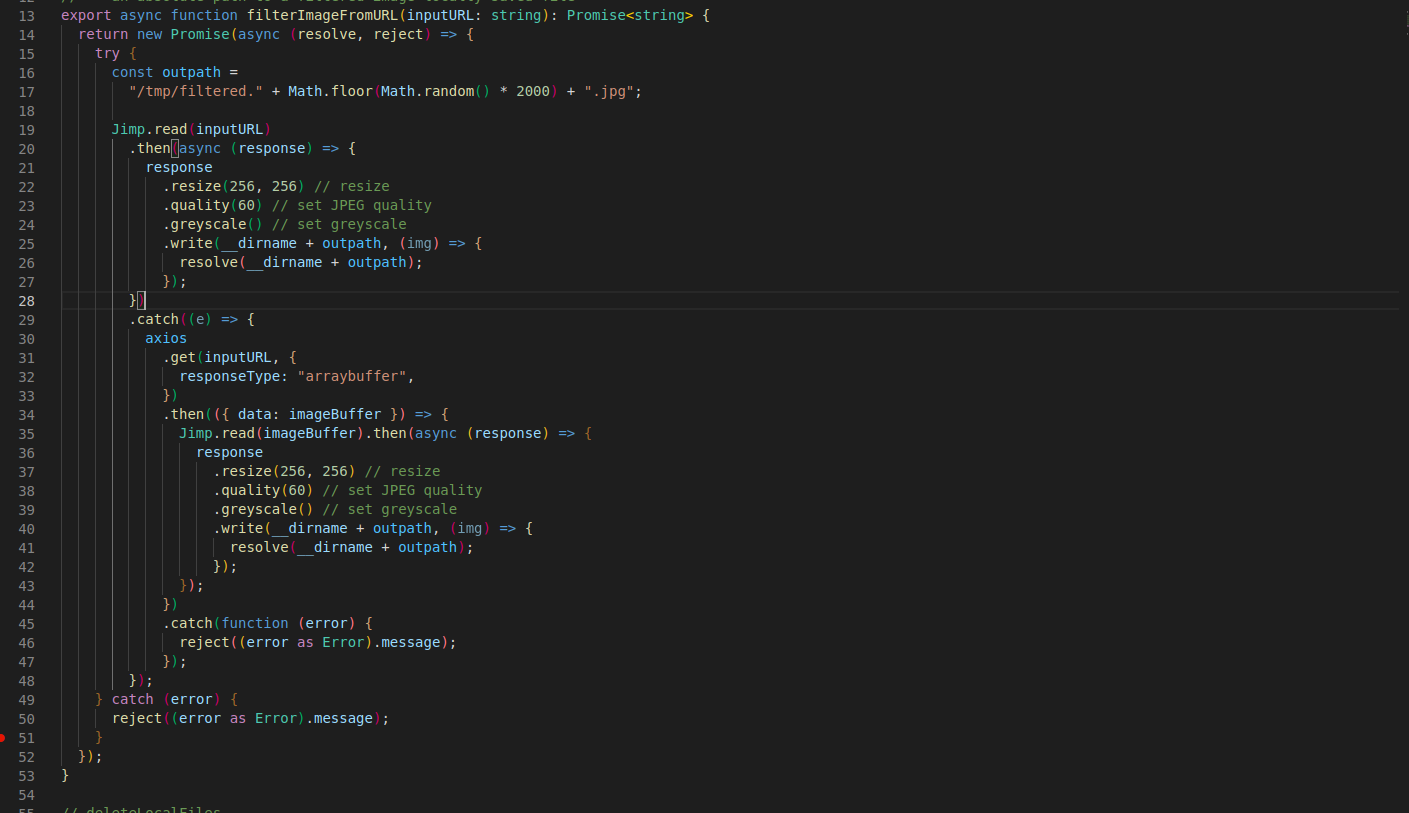 13 export async function filterImageFromURL(inputURL: string): Promise<string> {
14 return new Promise(async (resolve, reject) => {
15 try {
16 const outpath =
17 "/tmp/filtered." + Math.floor(Math.random() * 2000) + ".jpg";
18
19 Jimp.read(inputURL)
20 .then(async (response) => {
21 response
22 .resize(256, 256) // resize
23 .quality(60) // set JPEG quality
24 .greyscale() // set greyscale
25 .write(__dirname + outpath, (img) => {
26 resolve(__dirname + outpath);
27 });
28 })
29 .catch((e) => {
30 axios
31 .get(inputURL, {
32 responseType: "arraybuffer",
33 })
34 .then(({ data: imageBuffer }) => {
35 Jimp.read(imageBuffer).then(async (response) => {
36 response
37 .resize(256, 256) // resize
38 .quality(60) // set JPEG quality
39 .greyscale() // set greyscale
40 .write(__dirname + outpath, (img) => {
41 resolve(__dirname + outpath);
42 });
43 });
44 })
45 .catch(function (error) {
46 reject((error as Error).message);
47 });
48 });
49 } catch (error) {
50 reject((error as Error).message);
51 }
52 });
53 }
54
55 // deleteLocalFiles